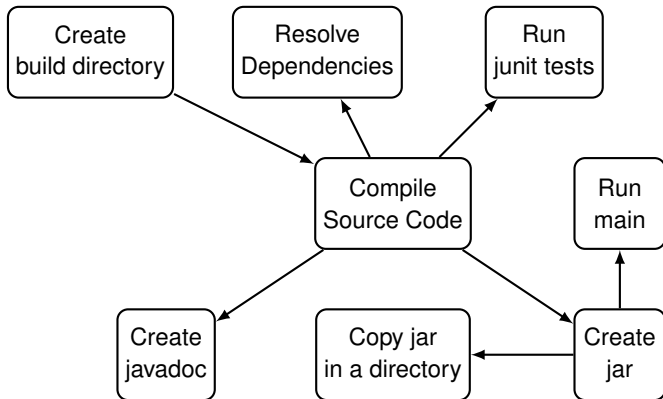 Create
build directory
Resolve
Dependencies
Run
junit tests
Compile
Source Code
Run
main
Create
javadoc
Copy jar
in a directory
Create
jar